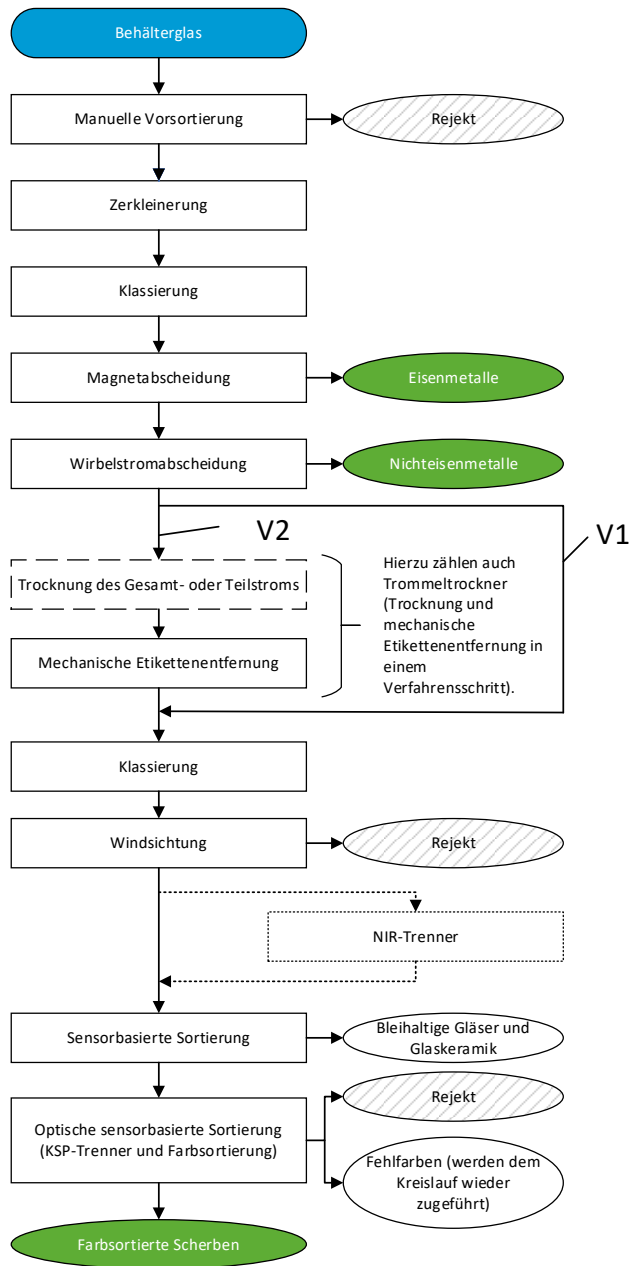 Behälterglas
Manuelle Vorsortierung
Rejekt
Zerkleinerung
Klassierung
Magnetabscheidung
Eisenmetalle
Wirbelstromabscheidung
Nichteisenmetalle
V2
V1
Trocknung des Gesamt- oder Teilstroms
Mechanische Etikettenentfernung
Hierzu zählen auch
Trommeltrockner
(Trocknung und
mechanische
Etikettenentfernung in
einem
Verfahrensschritt).
Klassierung
Windsichtung
Rejekt
NIR-Trenner
Sensorbasierte Sortierung
Bleihaltige Gläser und
Glaskeramik
Optische sensorbasierte Sortierung
(KSP-Trenner und Farbsortierung)
Rejekt
Fehlfarben (werden dem
Kreislauf wieder
zugeführt)
Farbsortierte Scherben